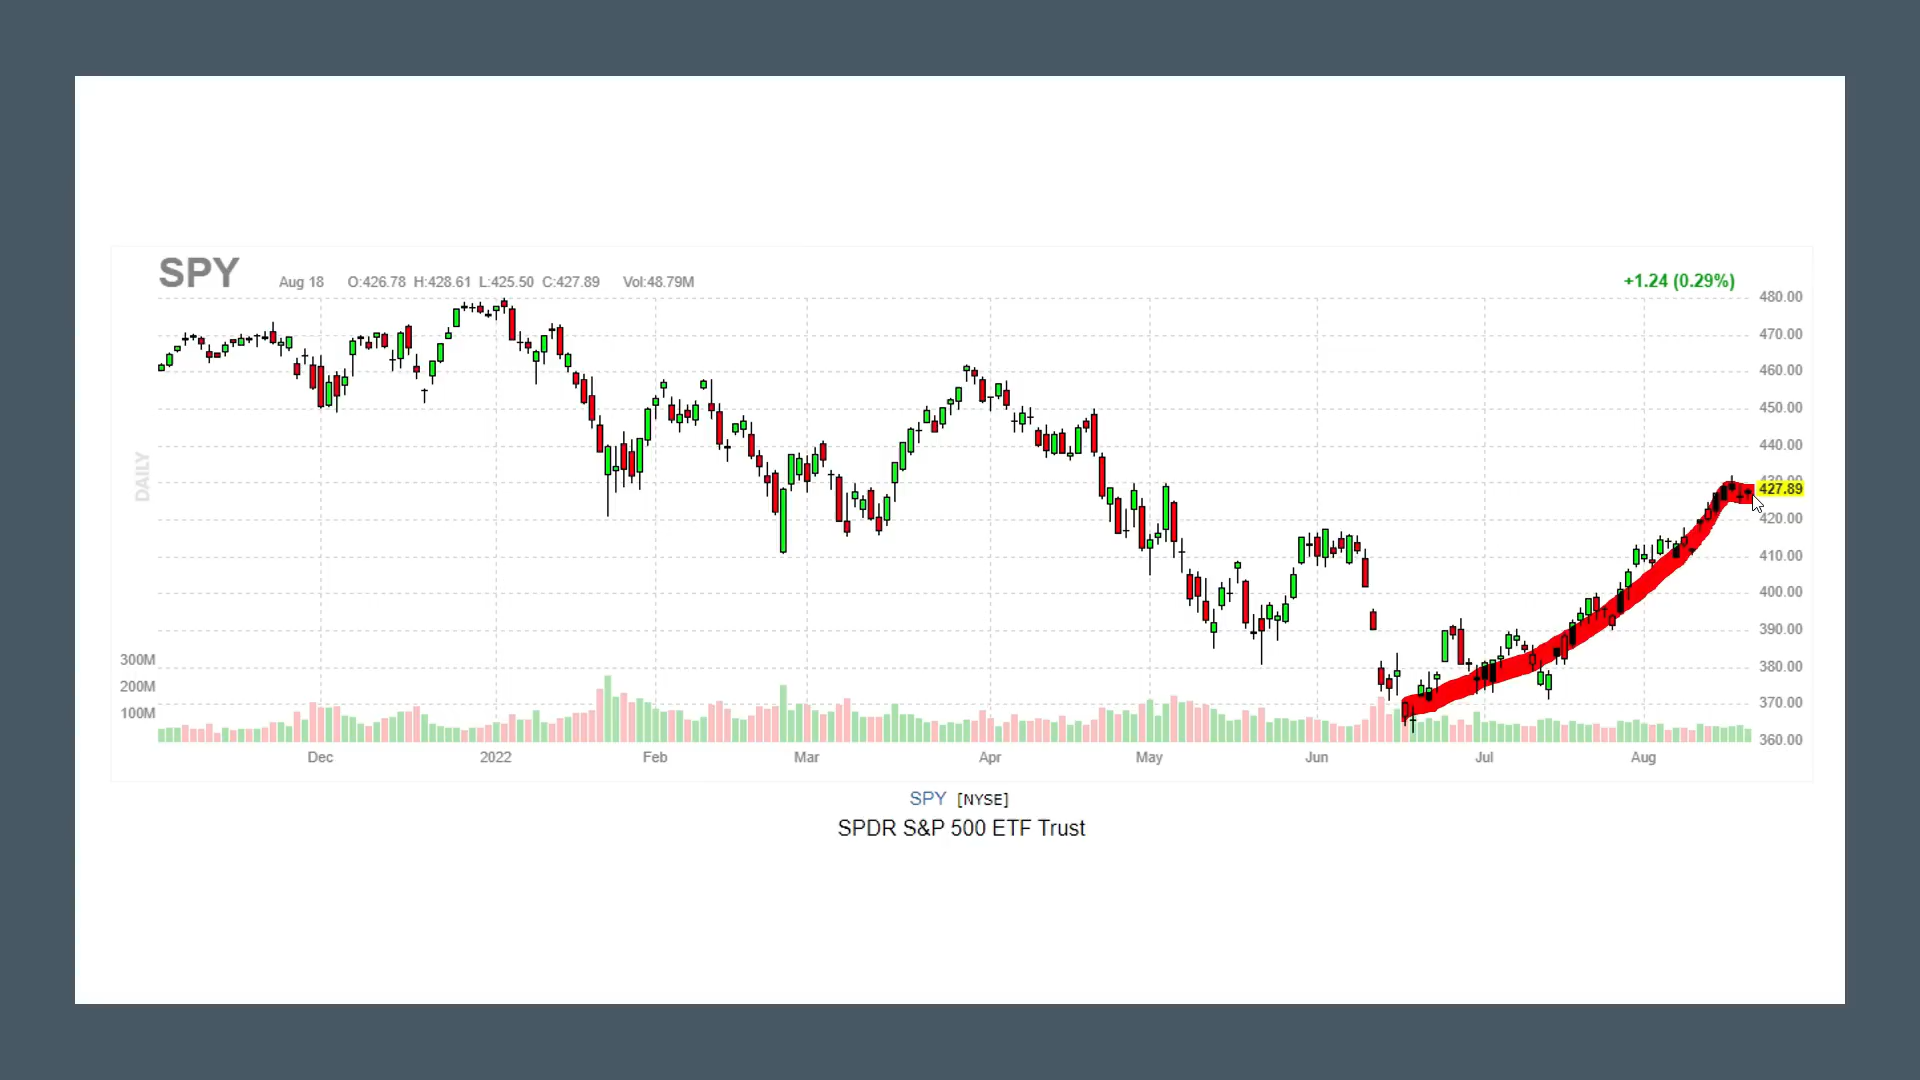 SPY Aug 18 O:426.78 H:428.61 L:425.50 C:427.89 Vol:48.79M +1.24 (0.29%)
480.00
470.00
460.00
450.00
440.00
DAILY
430.00
427.89
420.00
410.00
400.00
390.00
300M
380.00
200M
370.00
100M
360.00
Dec 2022 Feb Mar Apr May Jun Jul Aug
SPY [NYSE]
SPDR S&P 500 ETF Trust